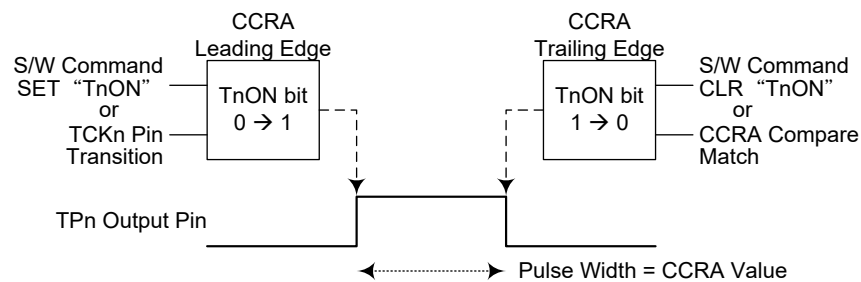 CCRA
Leading Edge
S/W Command
SET “TnON”
or
TCKn Pin
Transition
TnON bit
0 → 1
CCRA
Trailing Edge
TnON bit
1 → 0
S/W Command
CLR “TnON”
or
CCRA Compare
Match
TPn Output Pin
Pulse Width = CCRA Value